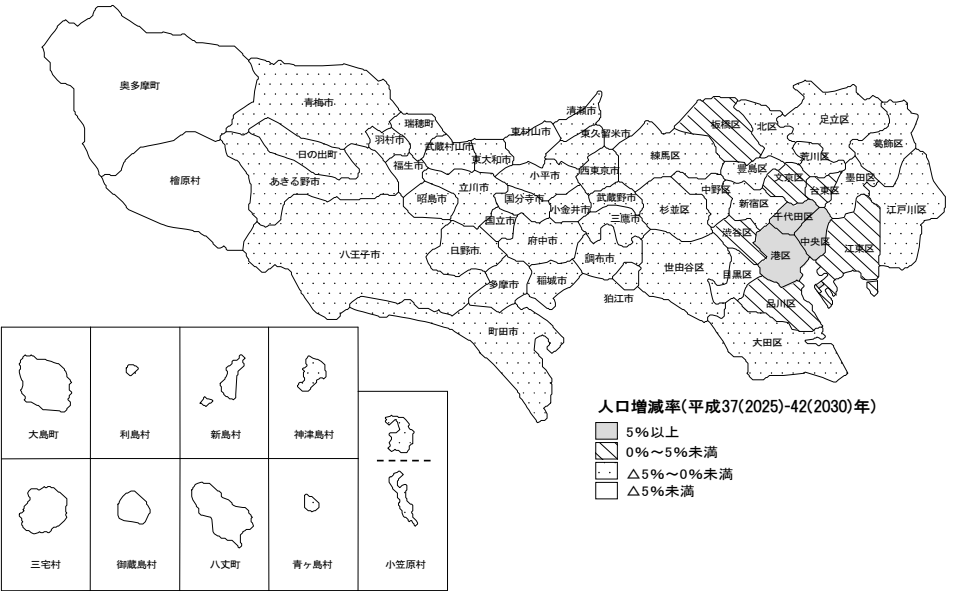 奥多摩町
青梅市
瑞穂町
清瀬市
板橋区
北区
足立区
羽村市
武蔵村山市
東村山市
東久留米市
葛飾区
日の出町
福生市
東大和市
練馬区
豊島区
荒川区
檜原村
あきる野市
小平市
西東京市
文京区
台東区
墨田区
昭島市
立川市
国分寺市
武蔵野市
中野区
新宿区
国立市
小金井市
三鷹市
杉並区
千代田区
江戸川区
八王子市
日野市
府中市
調布市
渋谷区
中央区
江東区
世田谷区
目黒区
港区
多摩市
稲城市
狛江市
品川区
町田市
大田区
大島町
利島村
新島村
神津島村
三宅村
御蔵島村
八丈町
青ヶ島村
小笠原村
人口増減率(平成37(2025)-42(2030)年)
5%以上
0%～5%未満
△5%～0%未満
△5%未満